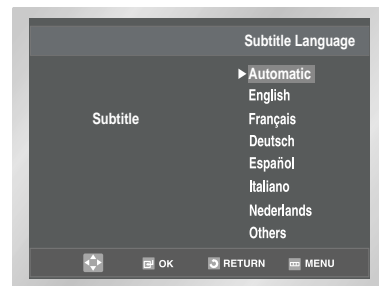 Subtitle Language
► Automatic
English
Subtitle Français
Deutsch
Español
Italiano
Nederlands
Others
OK RETURN MENU